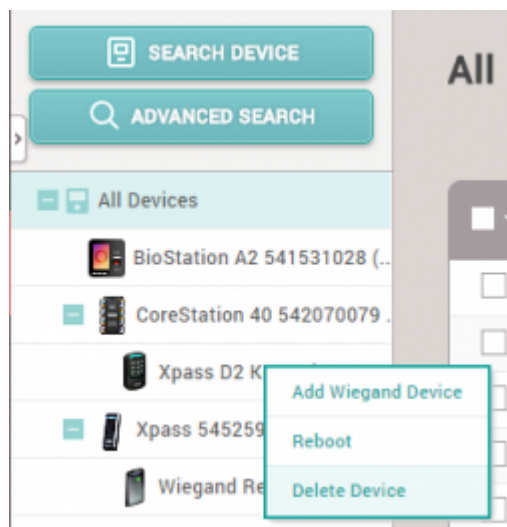 SEARCH DEVICE
All
ADVANCED SEARCH
All Devices
BioStation A2 541531028 (..
CoreStation 40 542070079 .
Xpass D2 K
Add Wiegand Device
Xpass 545259
Reboot
Wiegand Re
Delete Device